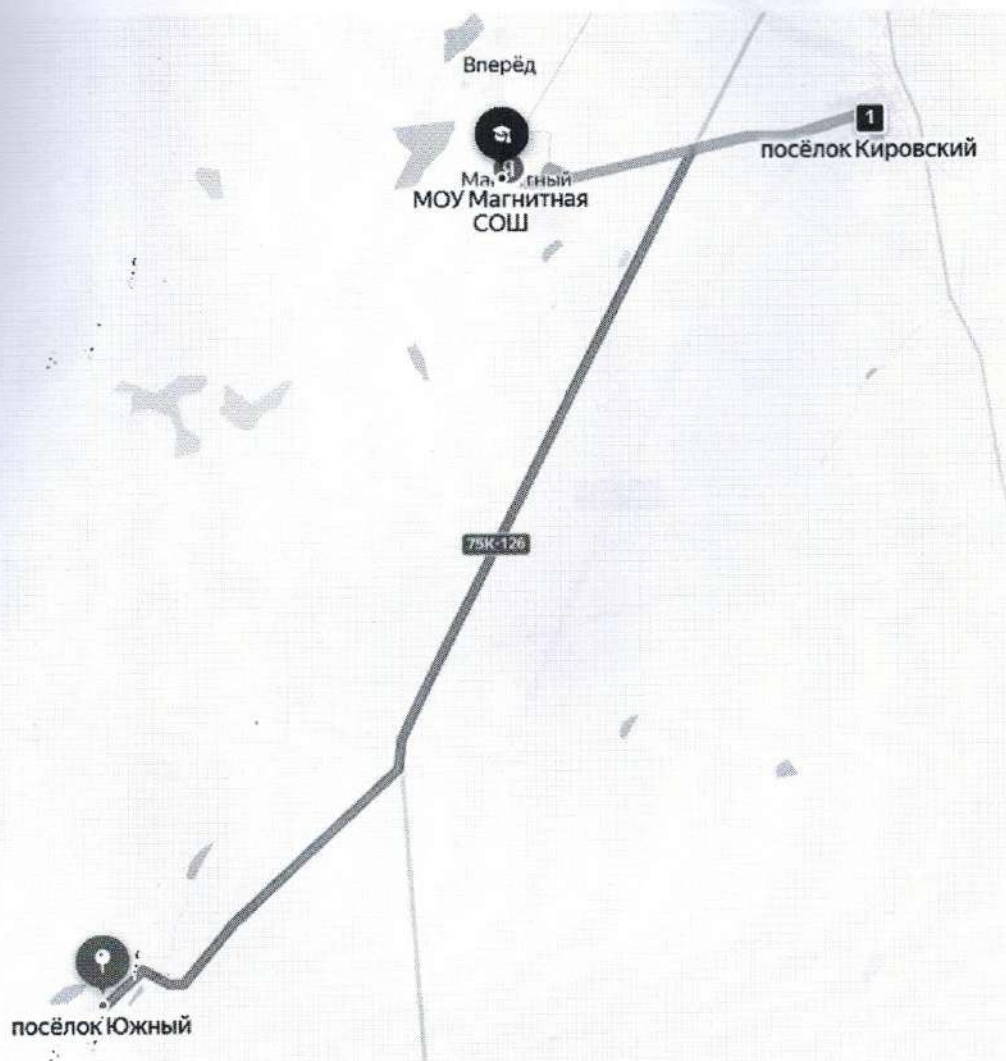 Вперёд
1
посёлок Кировский
МОУ Магнитная
СОШ
75К-126
посёлок Южный